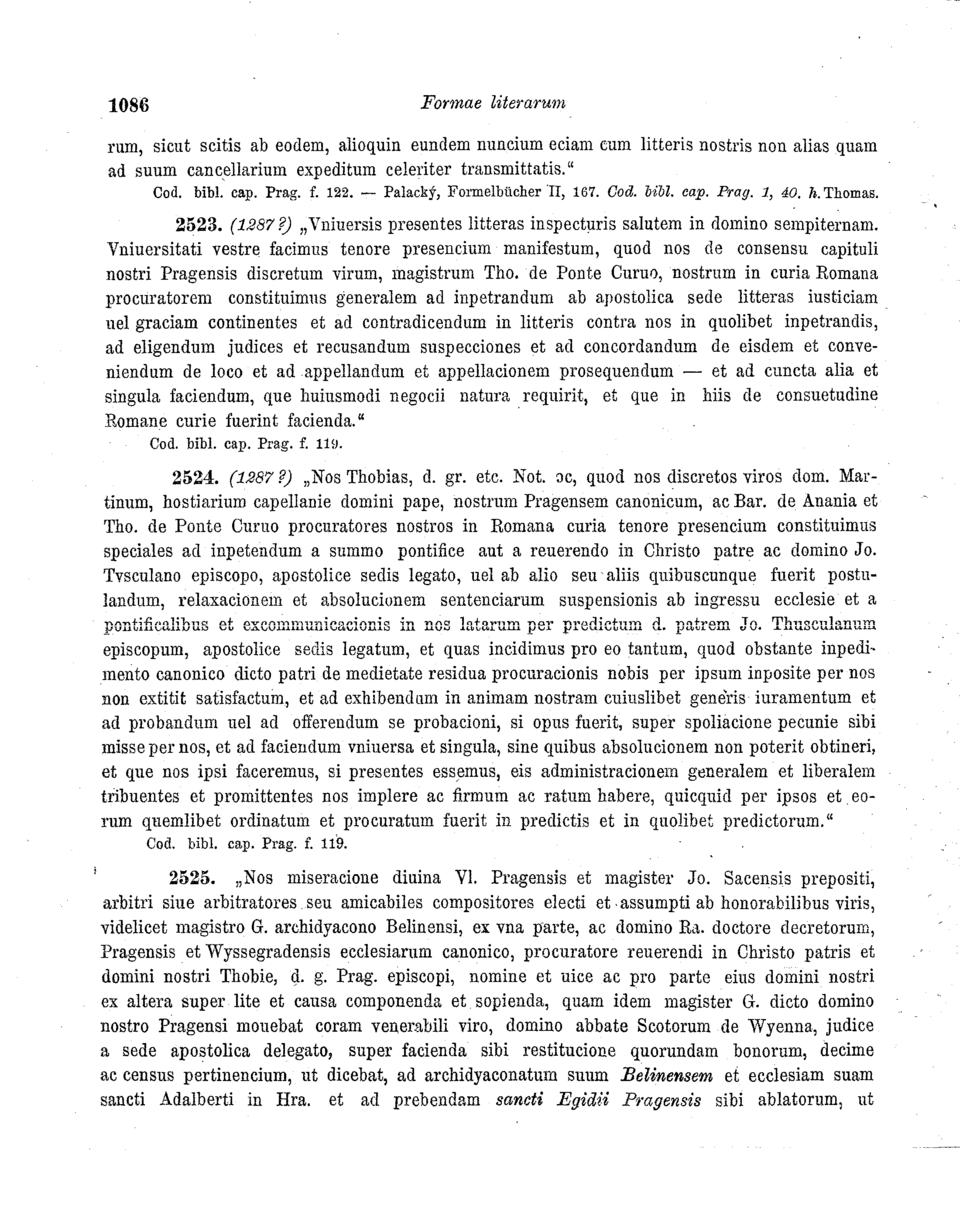 1086 Formae literarum
rum, sicut scitis ab eodem, alioquin eundem nuncium eciam cum litteris nostris non alias quam
ad suum cancellarium expeditum celeriter transmittatis.“
Cod. bibl. cap. Prag. f. 122. — Palacký, Formelbücher II, 167. Cod. bibl. cap. Prag. 1, 40. h. Thomas.
2523. (1287?) „Vniuersis presentes litteras inspecturis salutem in domino sempiternam.
Vniuersitati vestre facimus tenore presencium manifestum, quod nos de consensu capituli
nostri Pragensis discretum virum, magistrum Tho. de Ponte Curuo, nostrum in curia Romana
procuratorem constituimus generalem ad inpetrandum ab apostolica sede litteras iusticiam
uel graciam continentes et ad contradicendum in litteris contra nos in quolibet inpetrandis,
ad eligendum judices et recusandum suspecciones et ad concordandum de eisdem et conve-
niendum de loco et ad appellandum et appellacionem prosequendum — et ad cuncta alia et
singula faciendum, que huiusmodi negocii natura requirit, et que in hiis de consuetudine
Romane curie fuerint facienda.“
Cod. bibl. cap. Prag. f. 119.
2524. (1287?) „Nos Thobias, d. gr. etc. Not. ɔc, quod nos discretos viros dom. Mar-
tinum, hostiarium capellanie domini pape, nostrum Pragensem canonicum, ac Bar. de Anania et
Tho. de Ponte Curuo procuratores nostros in Romana curia tenore presencium constituimus
speciales ad inpetendum a summo pontifice aut a reuerendo in Christo patre ac domino Jo.
Tvsculano episcopo, apostolice sedis legato, uel ab alio seu aliis quibuscunque fuerit postu-
landum, relaxacionem et absolucionem sentenciarum suspensionis ab ingressu ecclesie et a
pontificalibus et excommunicacionis in nos latarum per predictum d. patrem Jo. Thusculanum
episcopum, apostolice sedis legatum, et quas incidimus pro eo tantum, quod obstante inpedi-
mento canonico dicto patri de medietate residua procuracionis nobis per ipsum inposite per nos
non extitit satisfactum, et ad exhibendum in animam nostram cuiuslibet generis iuramentum et
ad probandum uel ad offerendum se probacioni, si opus fuerit, super spoliacione pecunie sibi
misse per nos, et ad faciendum vniuersa et singula, sine quibus absolucionem non poterit obtineri,
et que nos ipsi faceremus, si presentes essemus, eis administracionem generalem et liberalem
tribuentes et promittentes nos implere ac firmum ac ratum habere, quicquid per ipsos et eo-
rum quemlibet ordinatum et procuratum fuerit in predictis et in quolibet predictorum.“
Cod. bibl. cap. Prag. f. 119.
2525. „Nos miseracione diuina Vl. Pragensis et magister Jo. Sacensis prepositi,
arbitri siue arbitratores seu amicabiles compositores electi et assumpti ab honorabilibus viris,
videlicet magistro G. archidyacono Belinensi, ex vna parte, ac domino Ra. doctore decretorum,
Pragensis et Wyssegradensis ecclesiarum canonico, procuratore reuerendi in Christo patris et
domini nostri Thobie, d. g. Prag. episcopi, nomine et uice ac pro parte eius domini nostri
ex altera super lite et causa componenda et sopienda, quam idem magister G. dicto domino
nostro Pragensi mouebat coram venerabili viro, domino abbate Scotorum de Wyenna, judice
a sede apostolica delegato, super facienda sibi restitucione quorundam bonorum, decime
ac census pertinencium, ut dicebat, ad archidyaconatum suum Belinensem et ecclesiam suam
sancti Adalberti in Hra. et ad prebendam sancti Egidii Pragensis sibi ablatorum, ut